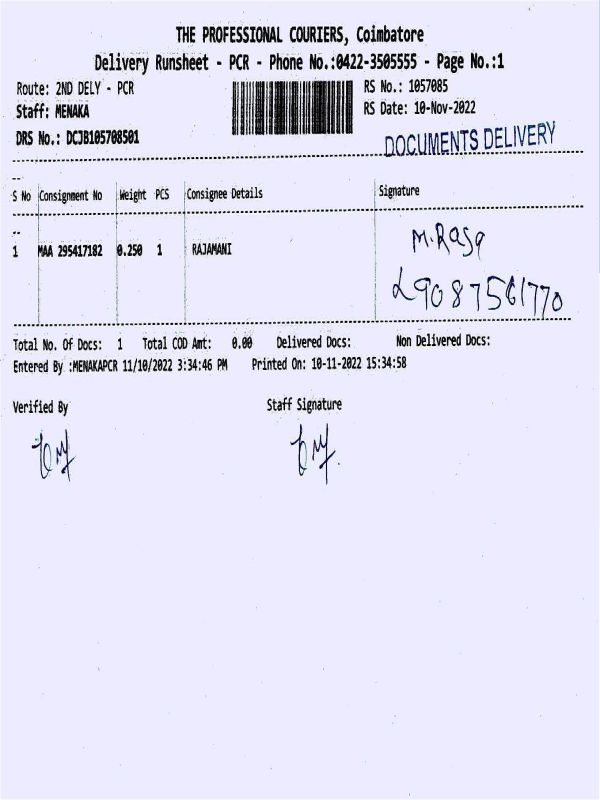 THE PROFESSIONAL COURIERS, Coimbatore
Delivery Runsheet - PCR - Phone No.:0422-3505555 - Page No.:1
Route: 2ND DELY - PCR
RS No.: 1057085
Staff: MENAKA
RS Date: 10-Nov-2022
DRS No.: DCJB105708501
DOCUMENTS DELIVERY
--
S No Consignment No Weight PCS Consignee Details Signature
--
1 MAA 295417182 0.250 1 RAJAMANI
M.Raja
9087561770
Total No. Of Docs: 1 Total COD Amt: 0.00 Delivered Docs: Non Delivered Docs:
Entered By :MENAKAPCR 11/10/2022 3:34:46 PM Printed On: 10-11-2022 15:34:58
Verified By Staff Signature